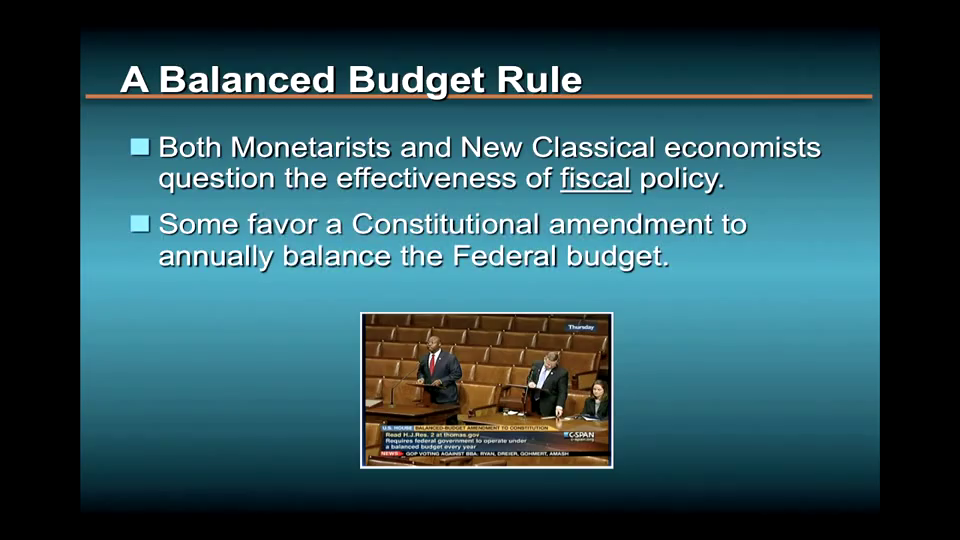 A Balanced Budget Rule
Both Monetarists and New Classical economists
question the effectiveness of fiscal policy.
Some favor a Constitutional amendment to
annually balance the Federal budget.
Thursday
U.S. HOUSE BALANCED-BUDGET AMENDMENT TO CONSTITUTION
Read H.J.Res. 2 at thomas.gov
Requires federal government to operate under
a balanced budget every year
C-SPAN
c-span.org
NEWS GOP VOTING AGAINST BBA: RYAN, DREIER, GOHMERT, AMASH